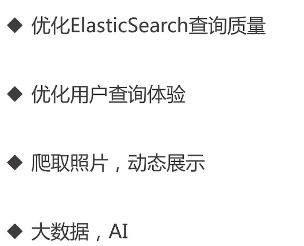 ◆ 优化ElasticSearch查询质量
◆ 优化用户查询体验
◆ 爬取照片，动态展示
◆ 大数据，AI